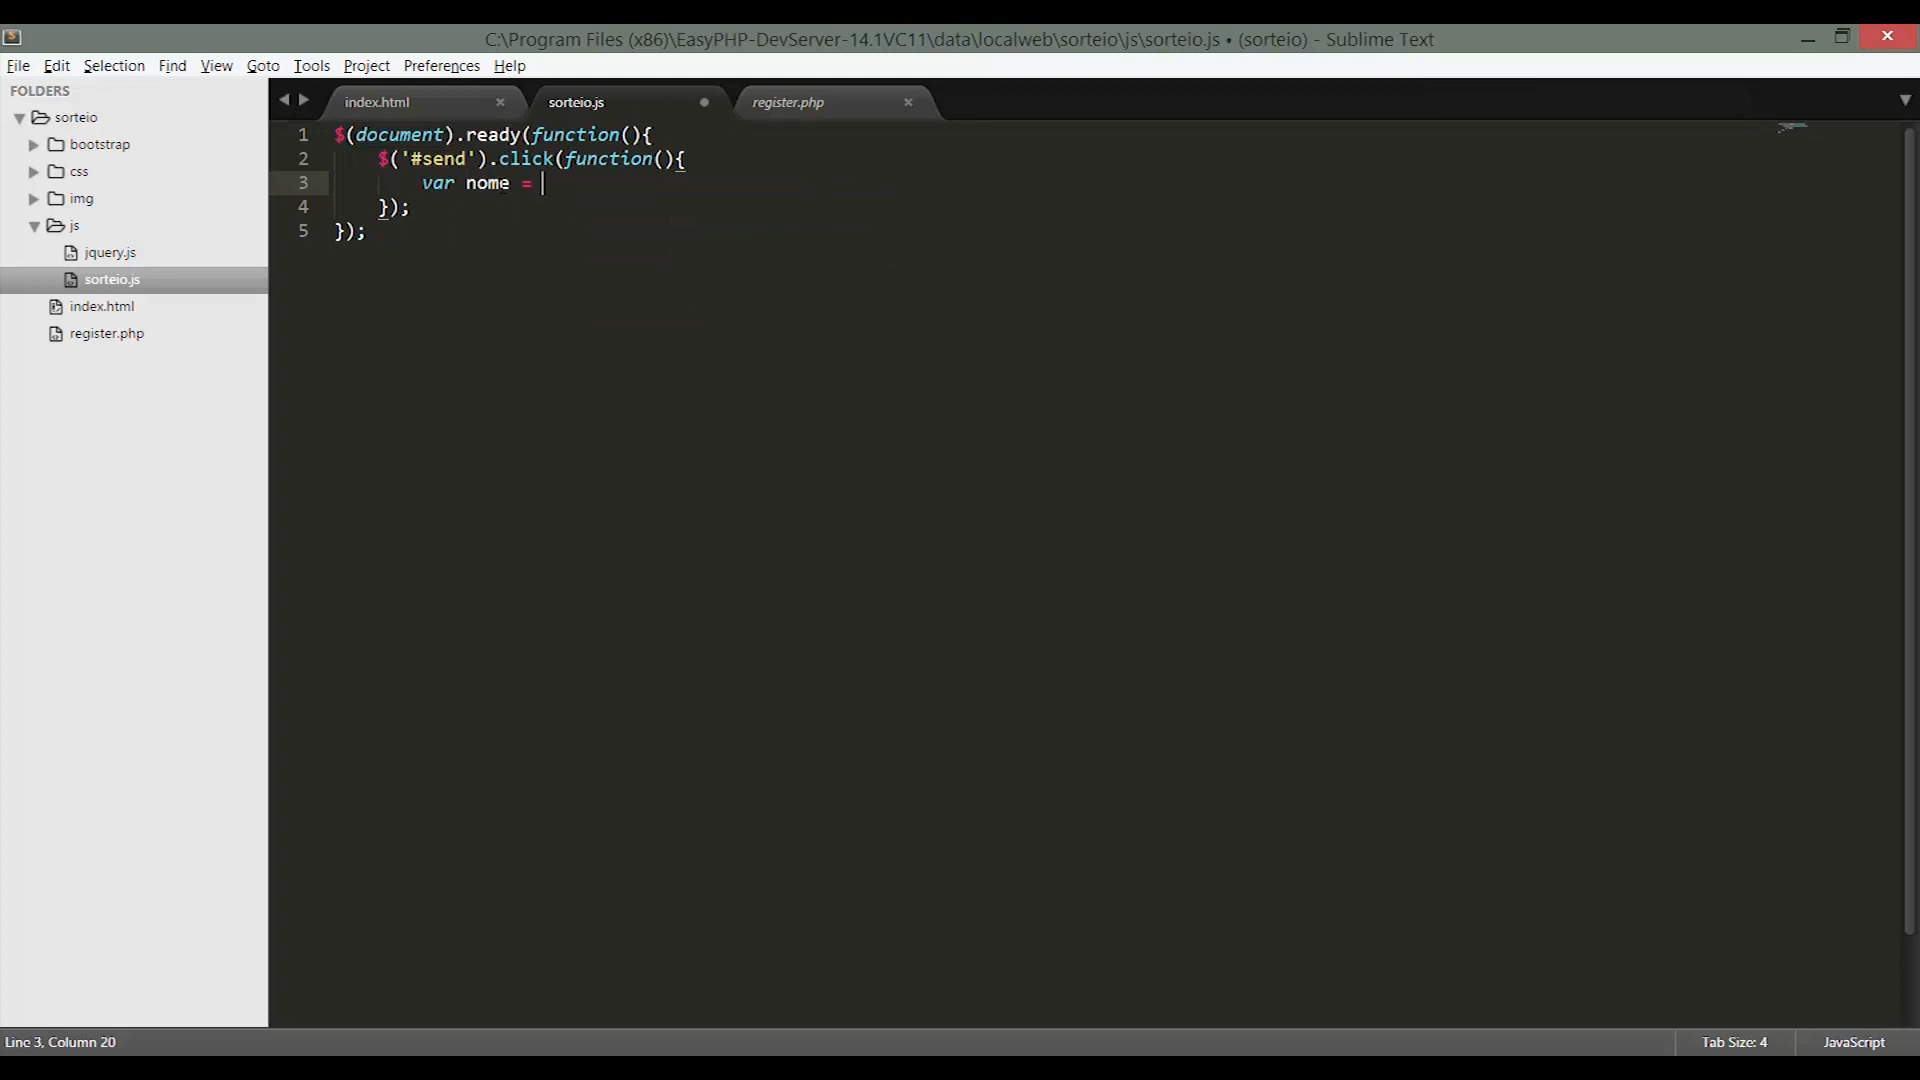 C:\Program Files (x86)\EasyPHP-DevServer-14.1VC11\data\localweb\sorteio\js\sorteio.js • (sorteio) - Sublime Text
File Edit Selection Find View Goto Tools Project Preferences Help
FOLDERS
sorteio
bootstrap
css
img
js
jquery.js
sorteio.js
index.html
register.php
index.html sorteio.js register.php
1 $(document).ready(function(){
2 $('#send').click(function(){
3 var nome =
4 });
5 });
Line 3, Column 20 Tab Size: 4 JavaScript